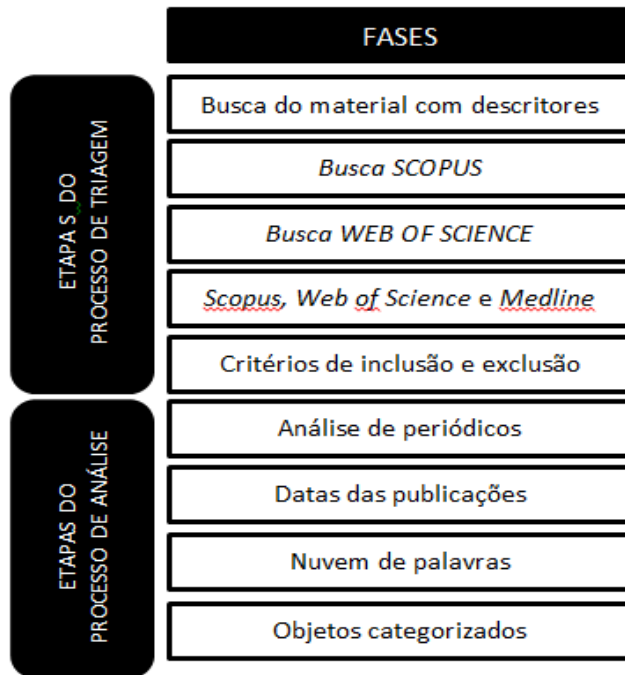 FASES
ETAPA S DO
PROCESSO DE TRIAGEM
Busca do material com descritores
Busca SCOPUS
Busca WEB OF SCIENCE
Scopus, Web of Science e Medline
Critérios de inclusão e exclusão
ETAPAS DO
PROCESSO DE ANÁLISE
Análise de periódicos
Datas das publicações
Nuvem de palavras
Objetos categorizados